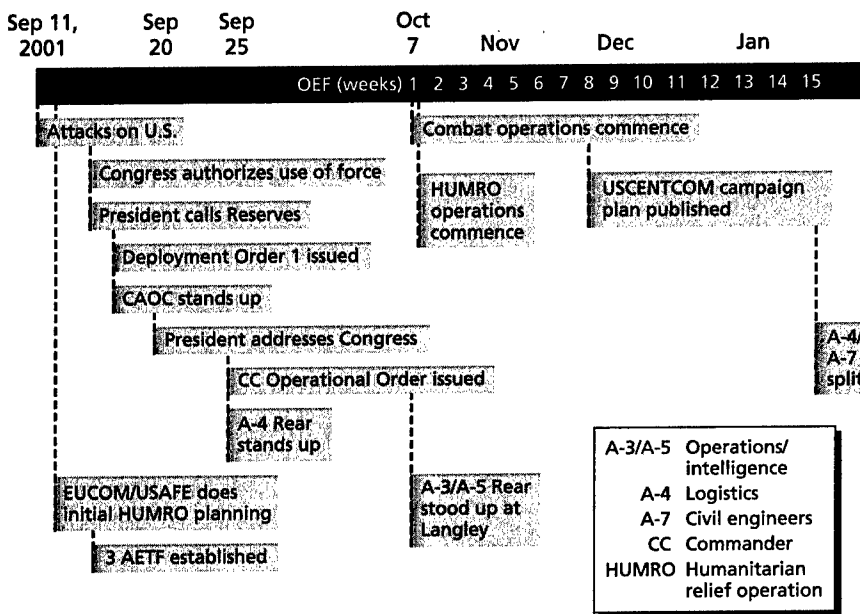 Sep 11, Sep Sep Oct
2001 20 25 7 Nov Dec Jan
OEF (weeks) 1 2 3 4 5 6 7 8 9 10 11 12 13 14 15
Attacks on U.S.
Combat operations commence
Congress authorizes use of force
HUMRO
operations
commence
USCENTCOM campaign
plan published
President calls Reserves
Deployment Order 1 issued
CAOC stands up
President addresses Congress
A-4/
A-7
split
CC Operational Order issued
A-4 Rear
stands up
EUCOM/USAFE does
initial HUMRO planning
A-3/A-5 Rear
stood up at
Langley
3 AETF established
A-3/A-5 Operations/
intelligence
A-4 Logistics
A-7 Civil engineers
CC Commander
HUMRO Humanitarian
relief operation